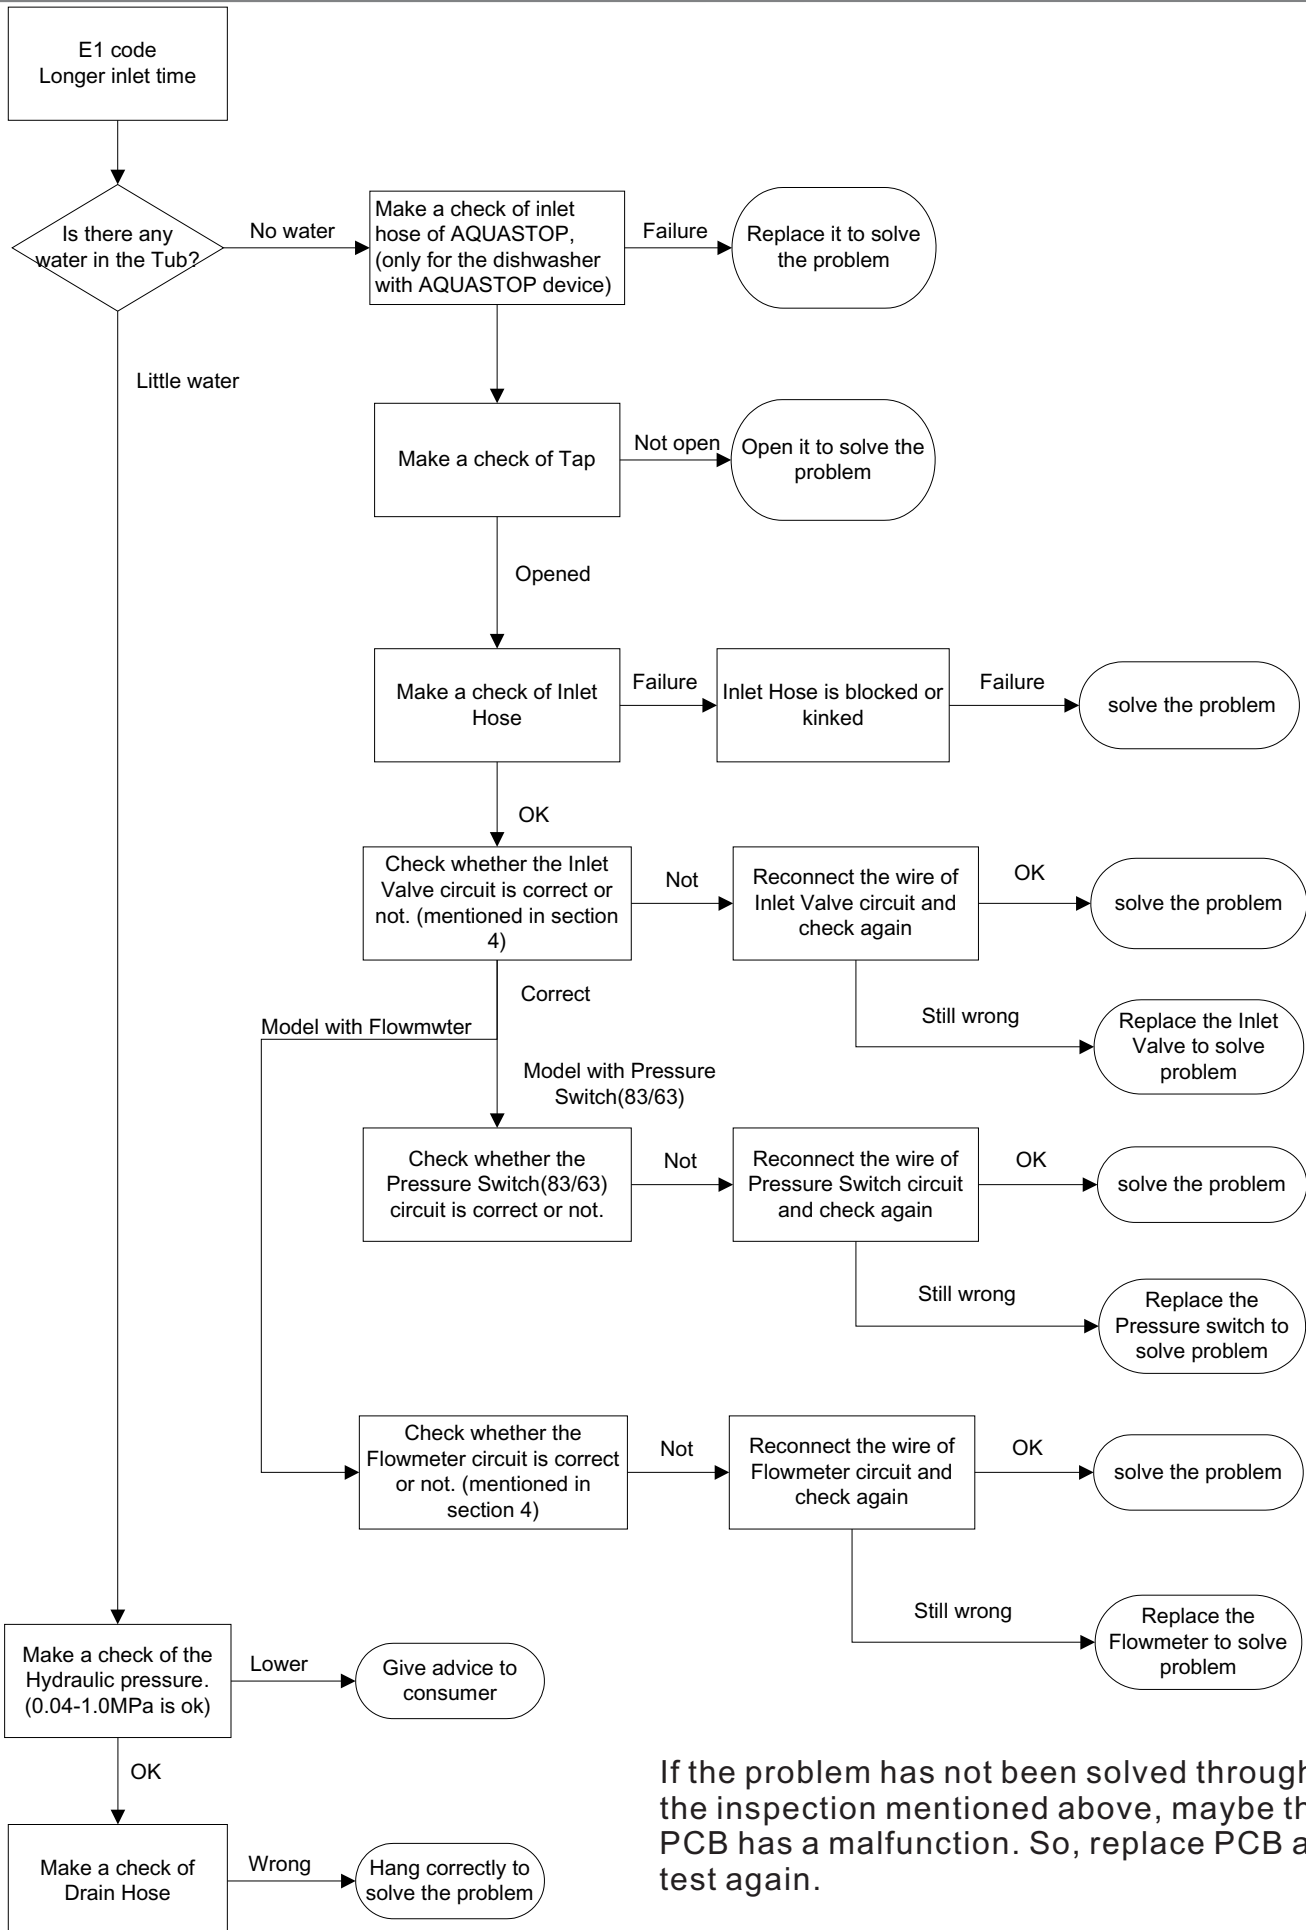 E1 code
Longer inlet time
Is there any
water in the Tub?
No water
Make a check of inlet
hose of AQUASTOP,
(only for the dishwasher
with AQUASTOP device)
Failure
Replace it to solve
the problem
Little water
Make a check of Tap
Not open
Open it to solve the
problem
Opened
Make a check of Inlet
Hose
Failure
Inlet Hose is blocked or
kinked
Failure
solve the problem
OK
Check whether the Inlet
Valve circuit is correct or
not. (mentioned in section
4)
Not
Reconnect the wire of
Inlet Valve circuit and
check again
OK
solve the problem
Correct
Still wrong
Replace the Inlet
Valve to solve
problem
Model with Flowmwter
Model with Pressure
Switch(83/63)
Check whether the
Pressure Switch(83/63)
circuit is correct or not.
Not
Reconnect the wire of
Pressure Switch circuit
and check again
OK
solve the problem
Still wrong
Replace the
Pressure switch to
solve problem
Check whether the
Flowmeter circuit is correct
or not. (mentioned in
section 4)
Not
Reconnect the wire of
Flowmeter circuit and
check again
OK
solve the problem
Still wrong
Replace the
Flowmeter to solve
problem
Make a check of the
Hydraulic pressure.
(0.04-1.0MPa is ok)
Lower
Give advice to
consumer
OK
Make a check of
Drain Hose
Wrong
Hang correctly to
solve the problem
If the problem has not been solved through
the inspection mentioned above, maybe th
PCB has a malfunction. So, replace PCB a
test again.